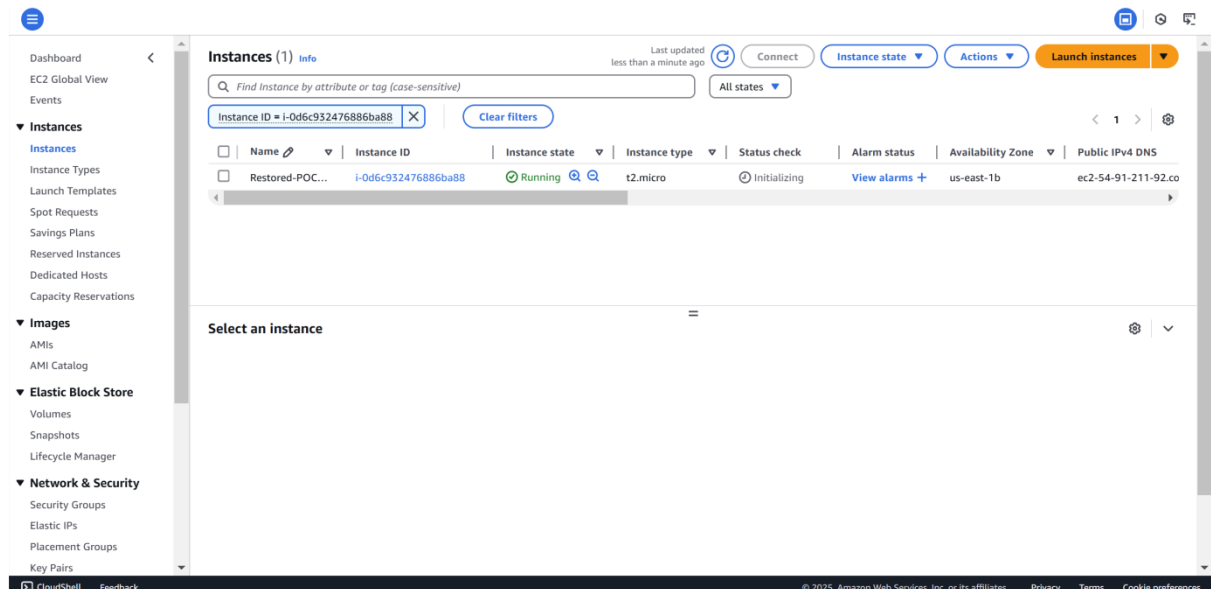 Dashboard
EC2 Global View
Events
Instances
Instances
Instance Types
Launch Templates
Spot Requests
Savings Plans
Reserved Instances
Dedicated Hosts
Capacity Reservations
Images
AMIs
AMI Catalog
Elastic Block Store
Volumes
Snapshots
Lifecycle Manager
Network & Security
Security Groups
Elastic IPs
Placement Groups
Key Pairs
Instances (1) Info
Last updated
less than a minute ago
Connect
Instance state
Actions
Launch instances
Find Instance by attribute or tag (case-sensitive)
All states
Instance ID = i-0d6c932476886ba88
Clear filters
1
Name Instance ID Instance state Instance type Status check Alarm status Availability Zone Public IPv4 DNS
Restored-POC... i-0d6c932476886ba88 Running t2.micro Initializing View alarms + us-east-1b ec2-54-91-211-92.co
Select an instance
CloudShell Feedback © 2025, Amazon Web Services, Inc. or its affiliates. Privacy Terms Cookie preferences